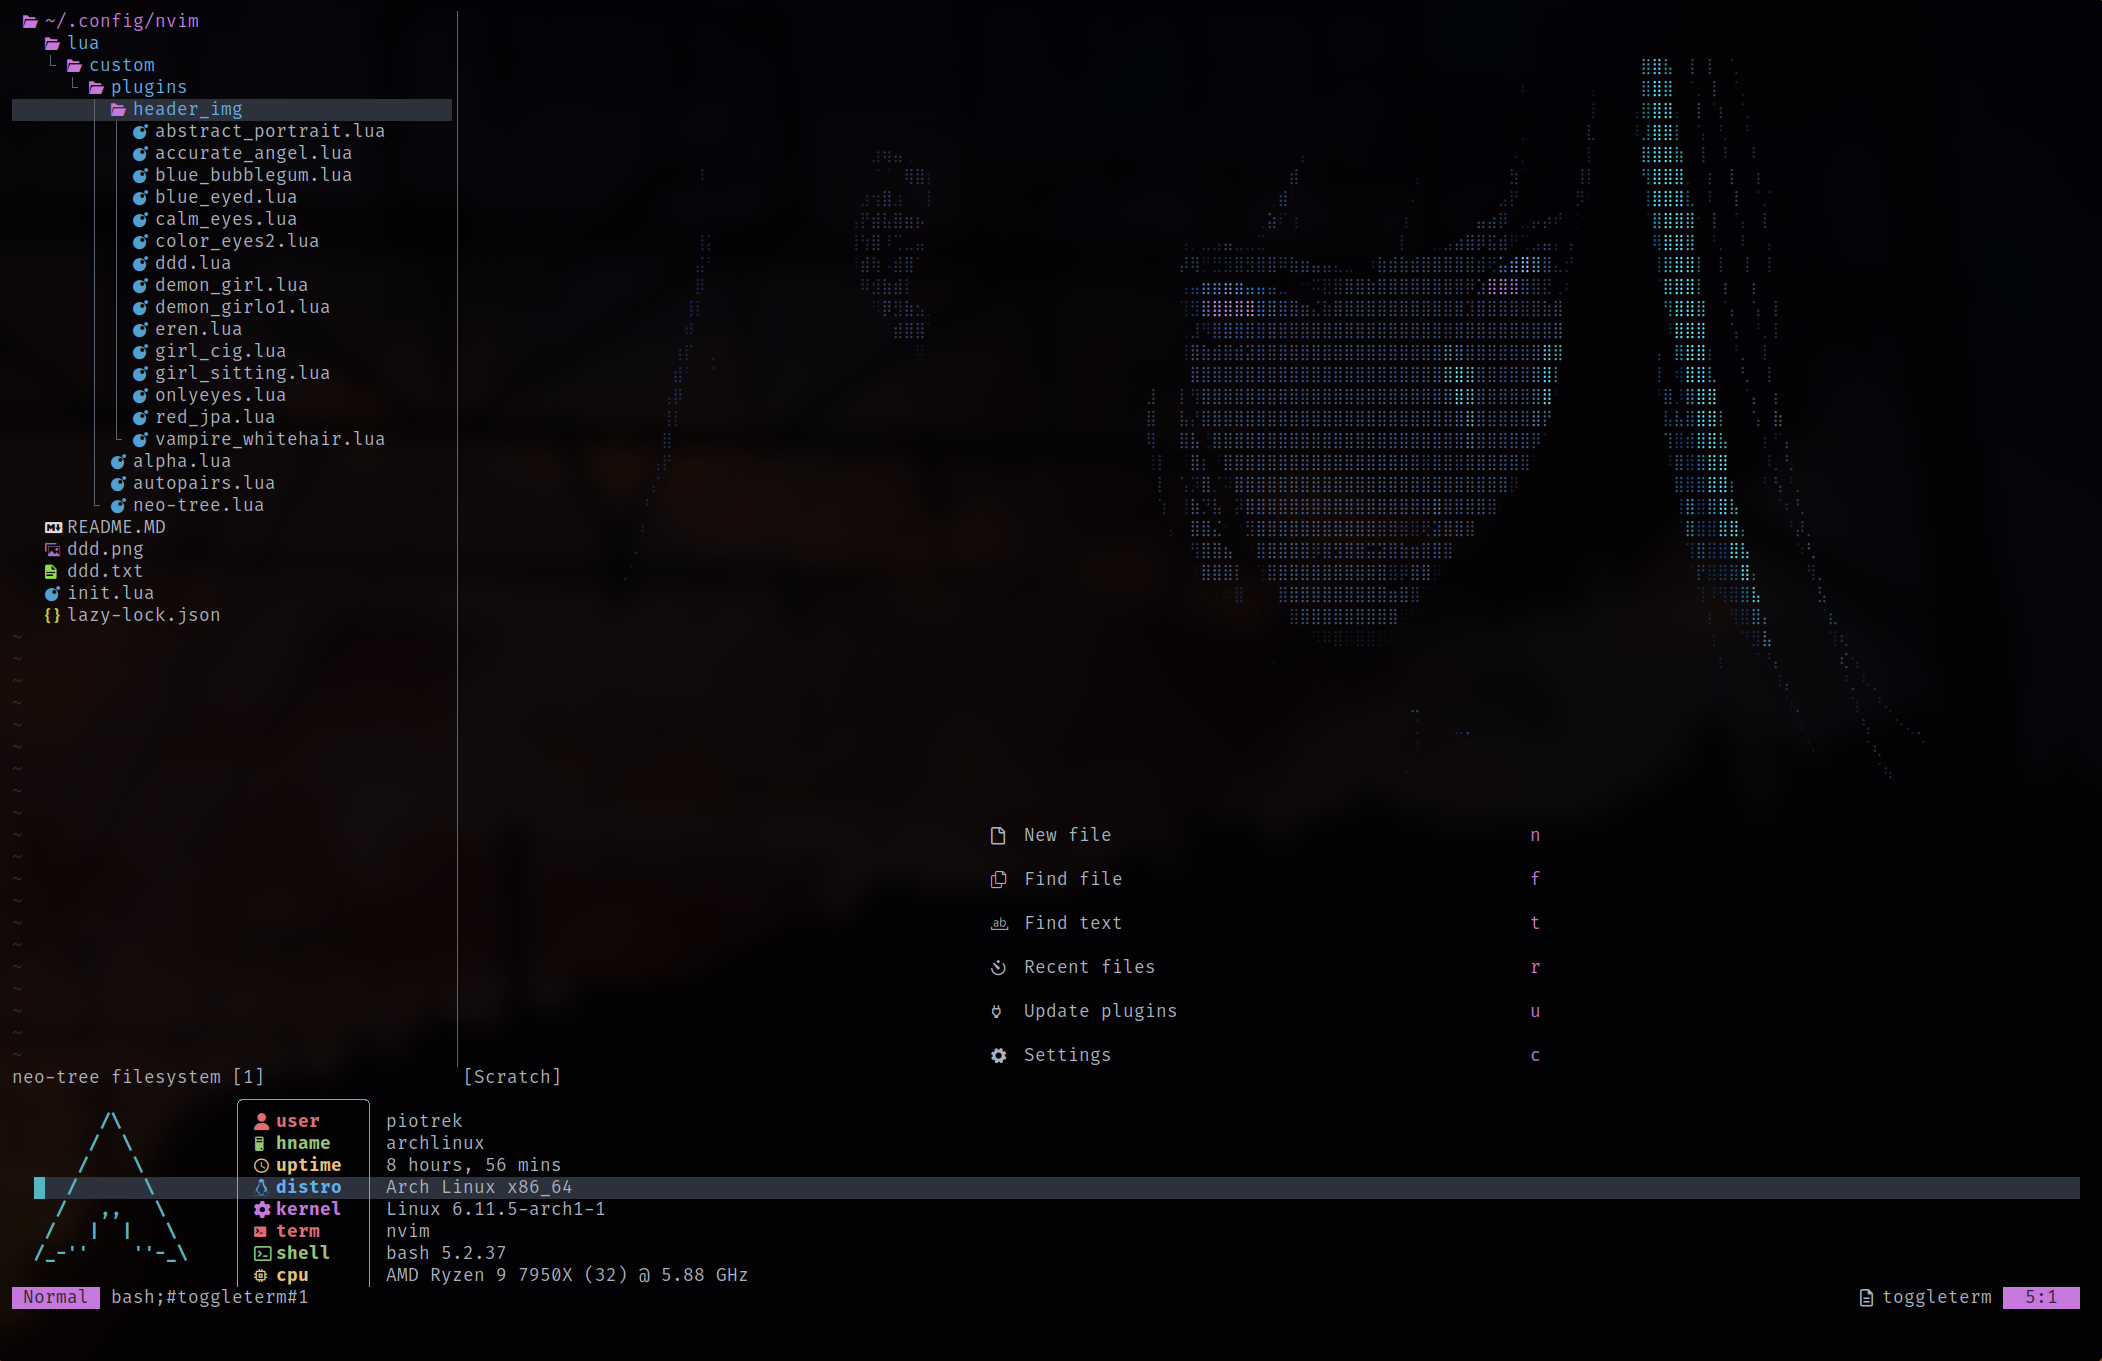 ~/.config/nvim
lua
custom
plugins
header_img
abstract_portrait.lua
accurate_angel.lua
blue_bubblegum.lua
blue_eyed.lua
calm_eyes.lua
color_eyes2.lua
ddd.lua
demon_girl.lua
demon_girlo1.lua
eren.lua
girl_cig.lua
girl_sitting.lua
onlyeyes.lua
red_jpa.lua
vampire_whitehair.lua
alpha.lua
autopairs.lua
neo-tree.lua
README.MD
ddd.png
ddd.txt
init.lua
lazy-lock.json
New file n
Find file f
Find text t
Recent files r
Update plugins u
Settings c
neo-tree filesystem [1] [Scratch]
user piotrek
hname archlinux
uptime 8 hours, 56 mins
distro Arch Linux x86_64
kernel Linux 6.11.5-arch1-1
term nvim
shell bash 5.2.37
cpu AMD Ryzen 9 7950X (32) @ 5.88 GHz
Normal bash;#toggleterm#1 toggleterm 5:1